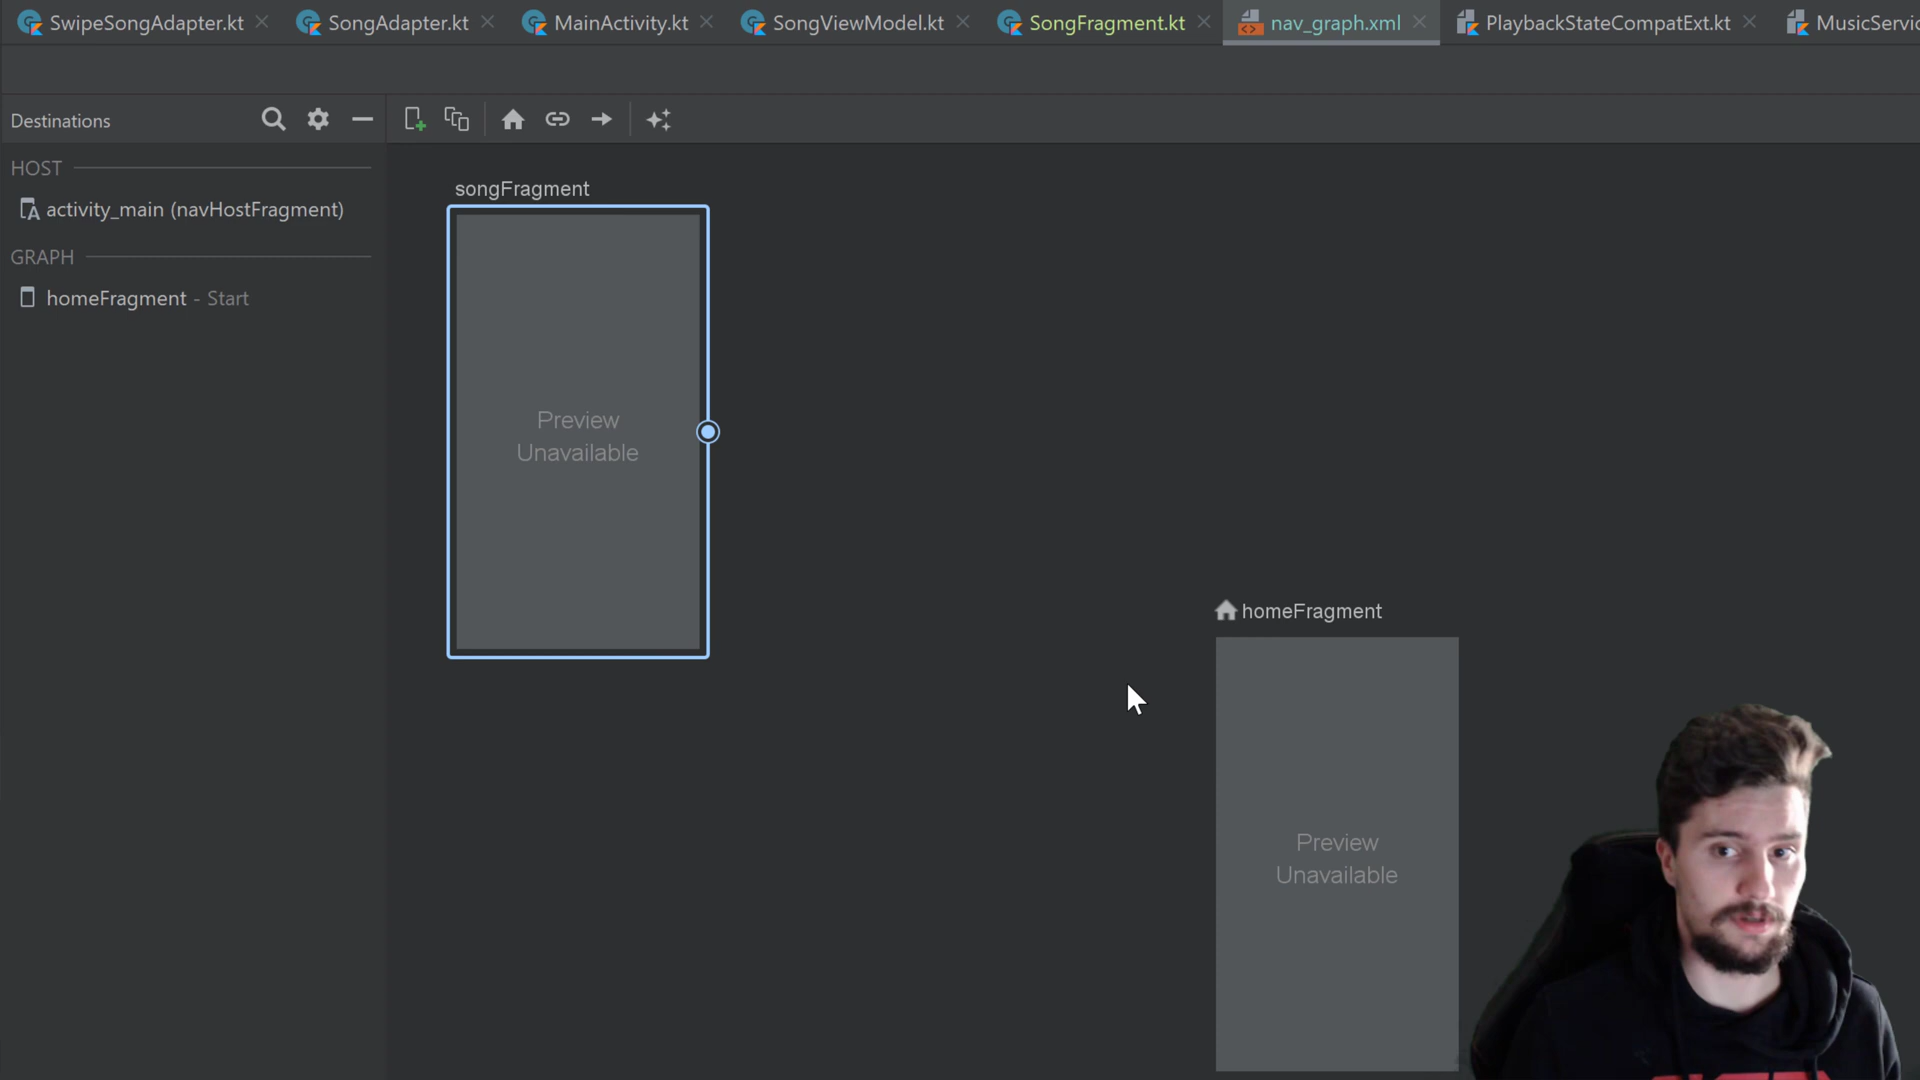 SwipeSongAdapter.kt
SongAdapter.kt
MainActivity.kt
SongViewModel.kt
SongFragment.kt
nav_graph.xml
PlaybackStateCompatExt.kt
MusicServic
Destinations
HOST
activity_main (navHostFragment)
GRAPH
homeFragment - Start
songFragment
Preview
Unavailable
homeFragment
Preview
Unavailable